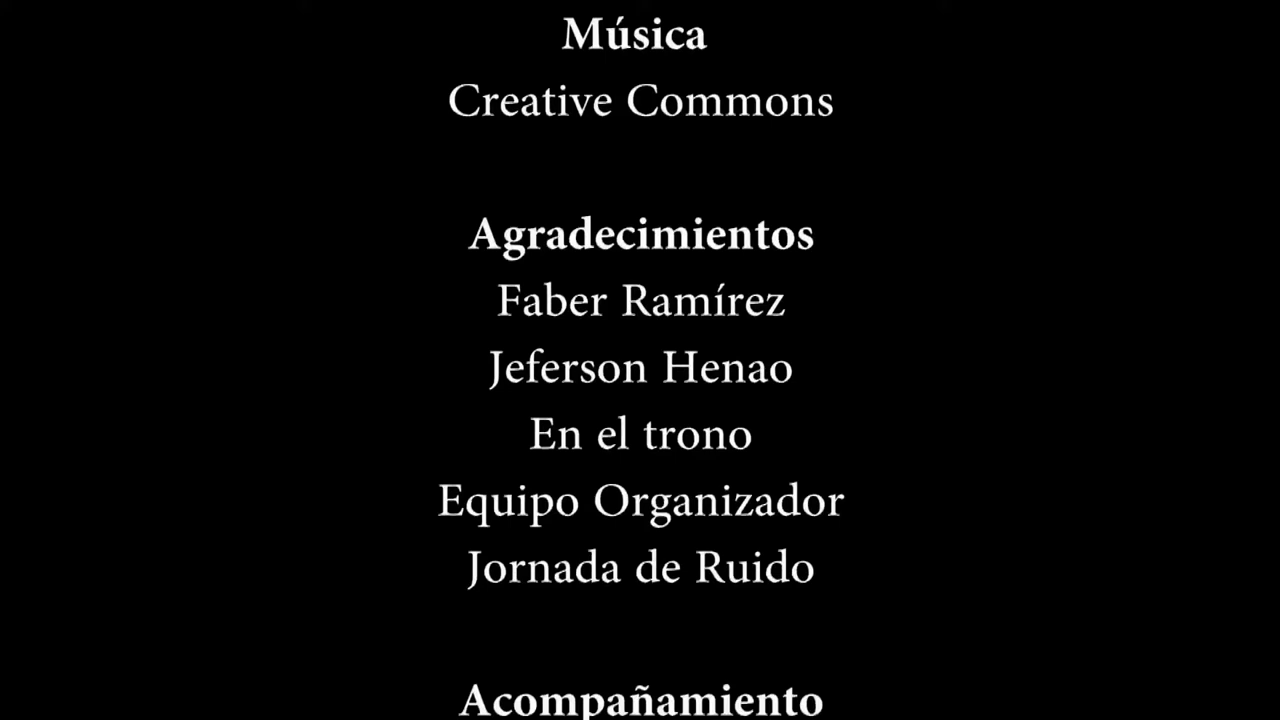 Música
Creative Commons
Agradecimientos
Faber Ramírez
Jeferson Henao
En el trono
Equipo Organizador
Jornada de Ruido
Acompañamiento